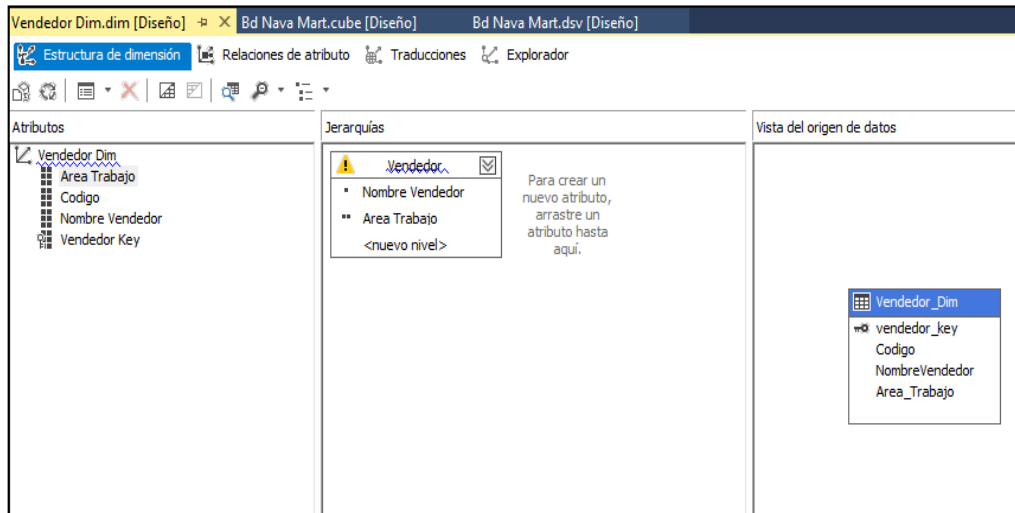 Vendedor Dim.dim [Diseño]
Bd Nava Mart.cube [Diseño]
Bd Nava Mart.dsv [Diseño]
Estructura de dimensión
Relaciones de atributo
Traducciones
Explorador
Atributos
Vendedor Dim
Area Trabajo
Codigo
Nombre Vendedor
Vendedor Key
Jerarquías
Vendedor
Nombre Vendedor
Area Trabajo
<nuevo nivel>
Para crear un
nuevo atributo,
arrastre un
atributo hasta
aquí.
Vista del origen de datos
Vendedor_Dim
vendedor_key
Codigo
NombreVendedor
Area_Trabajo